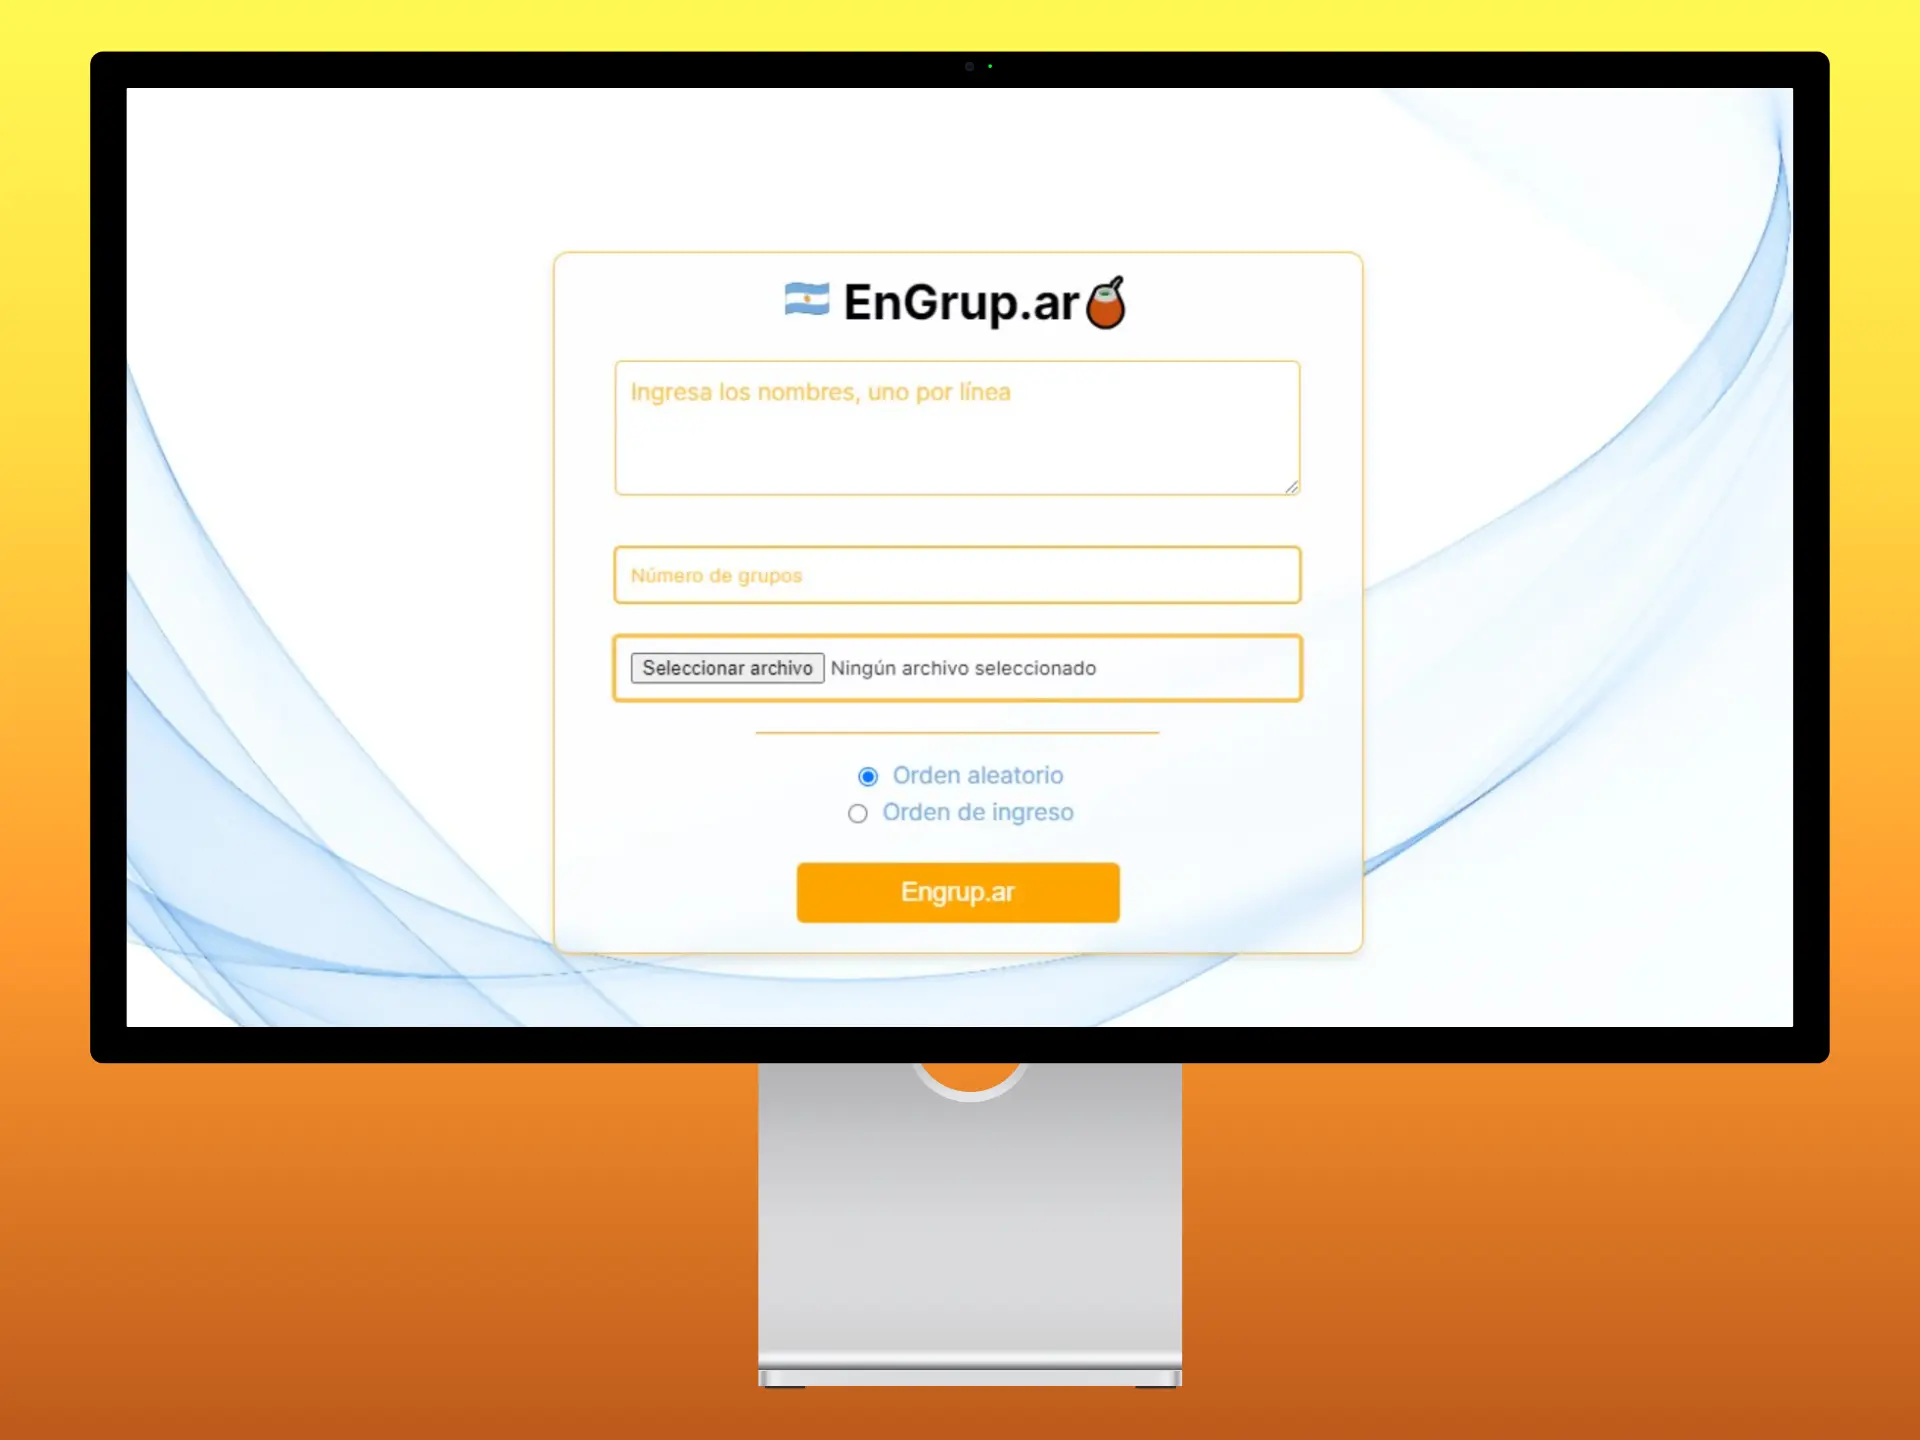 EnGrup.ar
Ingresa los nombres, uno por línea
Número de grupos
Seleccionar archivo Ningún archivo seleccionado
Orden aleatorio
Orden de ingreso
Engrup.ar